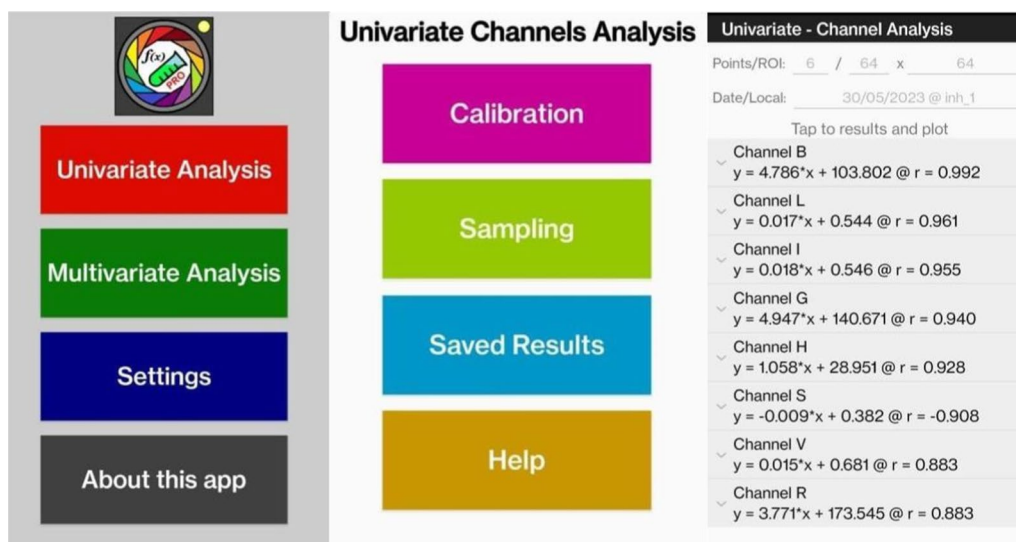 f(x)
PRO
Univariate Analysis
Multivariate Analysis
Settings
About this app
Univariate Channels Analysis
Calibration
Sampling
Saved Results
Help
Univariate - Channel Analysis
Points/ROI: 6 / 64 x 64
Date/Local: 30/05/2023 @ inh_1
Tap to results and plot
Channel B
y = 4.786*x + 103.802 @ r = 0.992
Channel L
y = 0.017*x + 0.544 @ r = 0.961
Channel I
y = 0.018*x + 0.546 @ r = 0.955
Channel G
y = 4.947*x + 140.671 @ r = 0.940
Channel H
y = 1.058*x + 28.951 @ r = 0.928
Channel S
y = -0.009*x + 0.382 @ r = -0.908
Channel V
y = 0.015*x + 0.681 @ r = 0.883
Channel R
y = 3.771*x + 173.545 @ r = 0.883